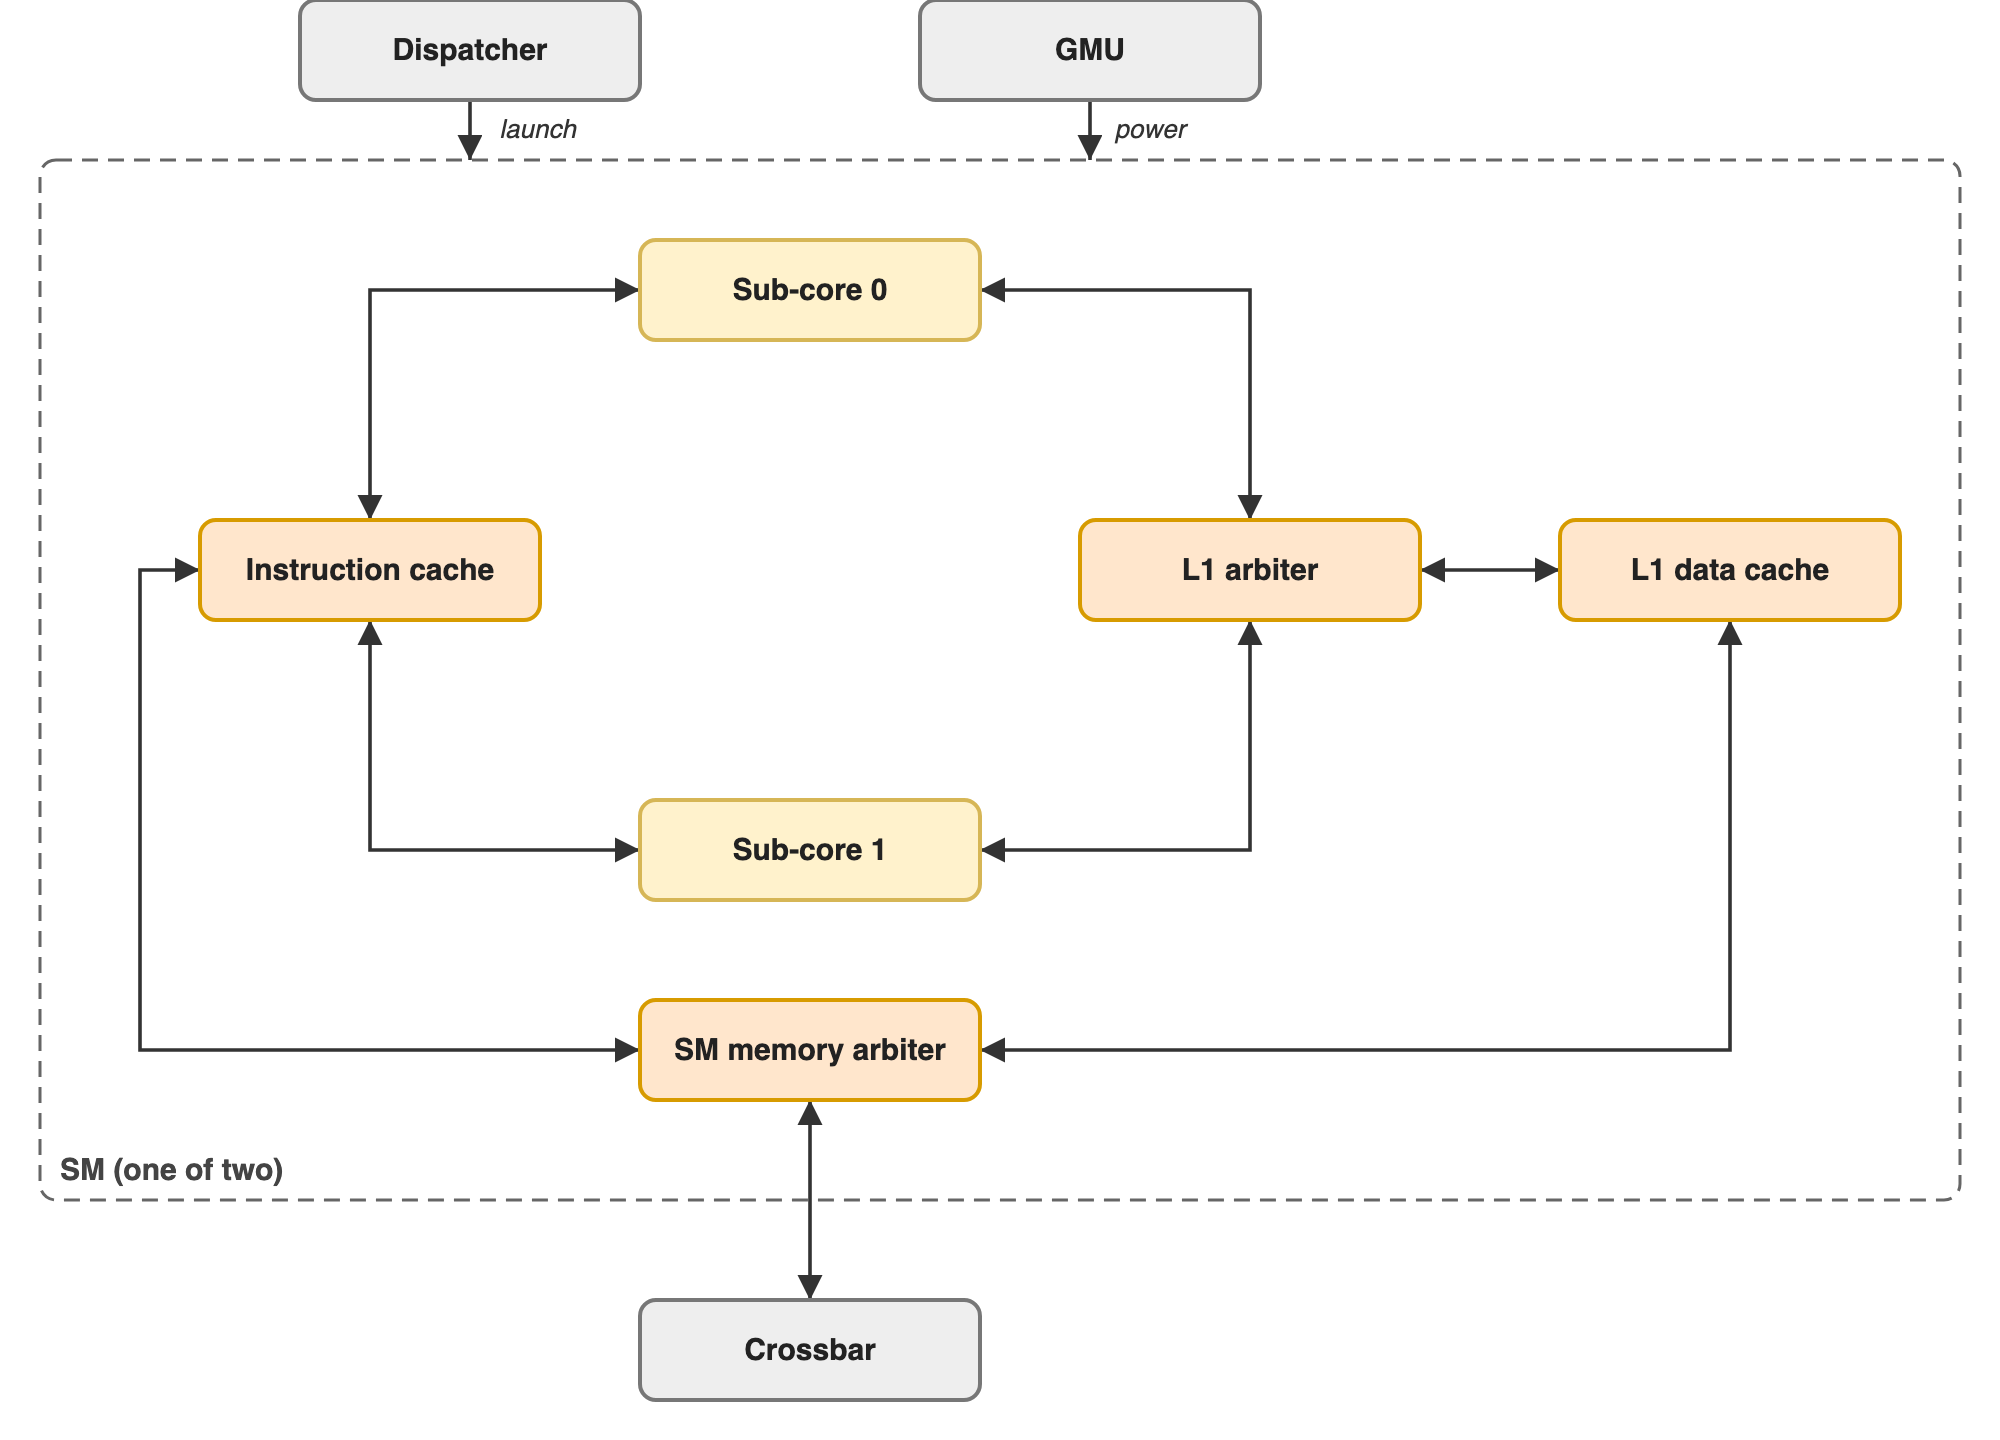 Dispatcher
GMU
launch
power
Sub-core 0
Instruction cache
L1 arbiter
L1 data cache
Sub-core 1
SM memory arbiter
SM (one of two)
Crossbar